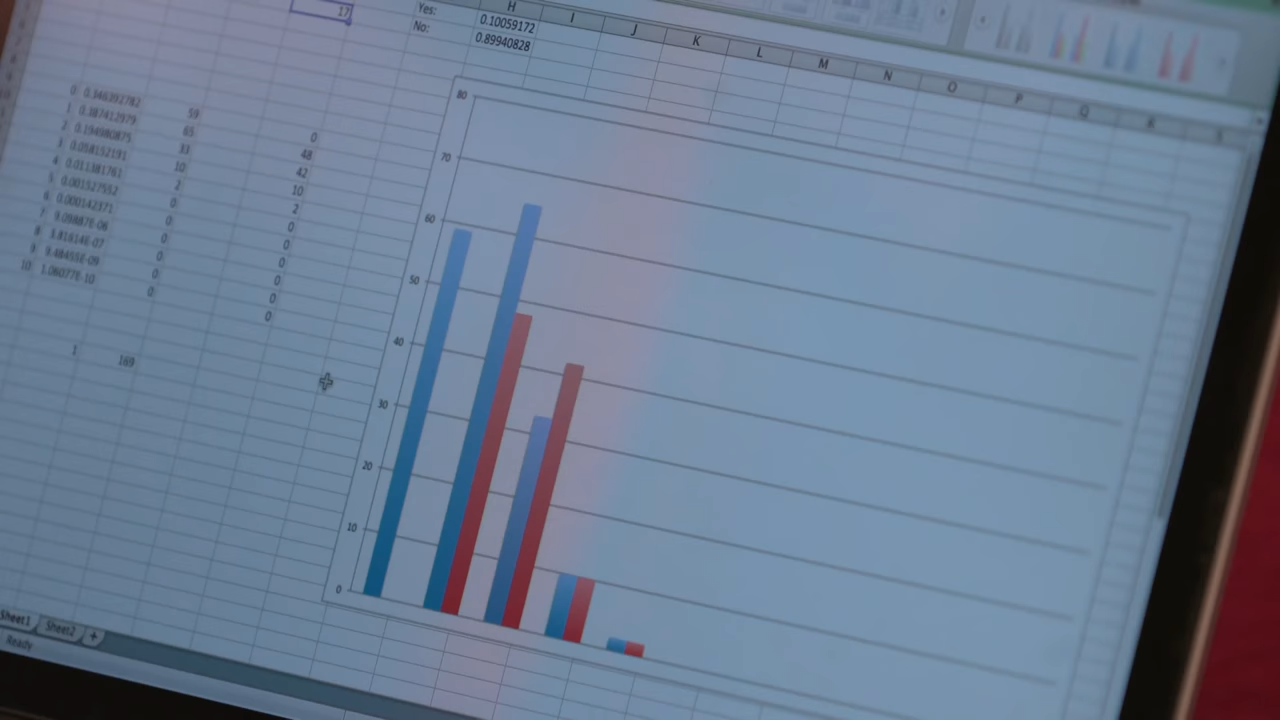 H I J K L M N O P Q R S
17
Yes: 0.10059172
No: 0.89940828
0 0.346392782 59 0
1 0.387412979 65 48
2 0.194980875 33 42
3 0.058152191 10 10
4 0.011381761 2 2
5 0.001527552 0 0
6 0.000142371 0 0
7 9.09887E-06 0 0
8 3.81614E-07 0 0
9 9.48455E-09 0 0
10 1.06077E-10 0 0
1 169
80
70
60
50
40
30
20
10
0
Sheet1 Sheet2 +
Ready